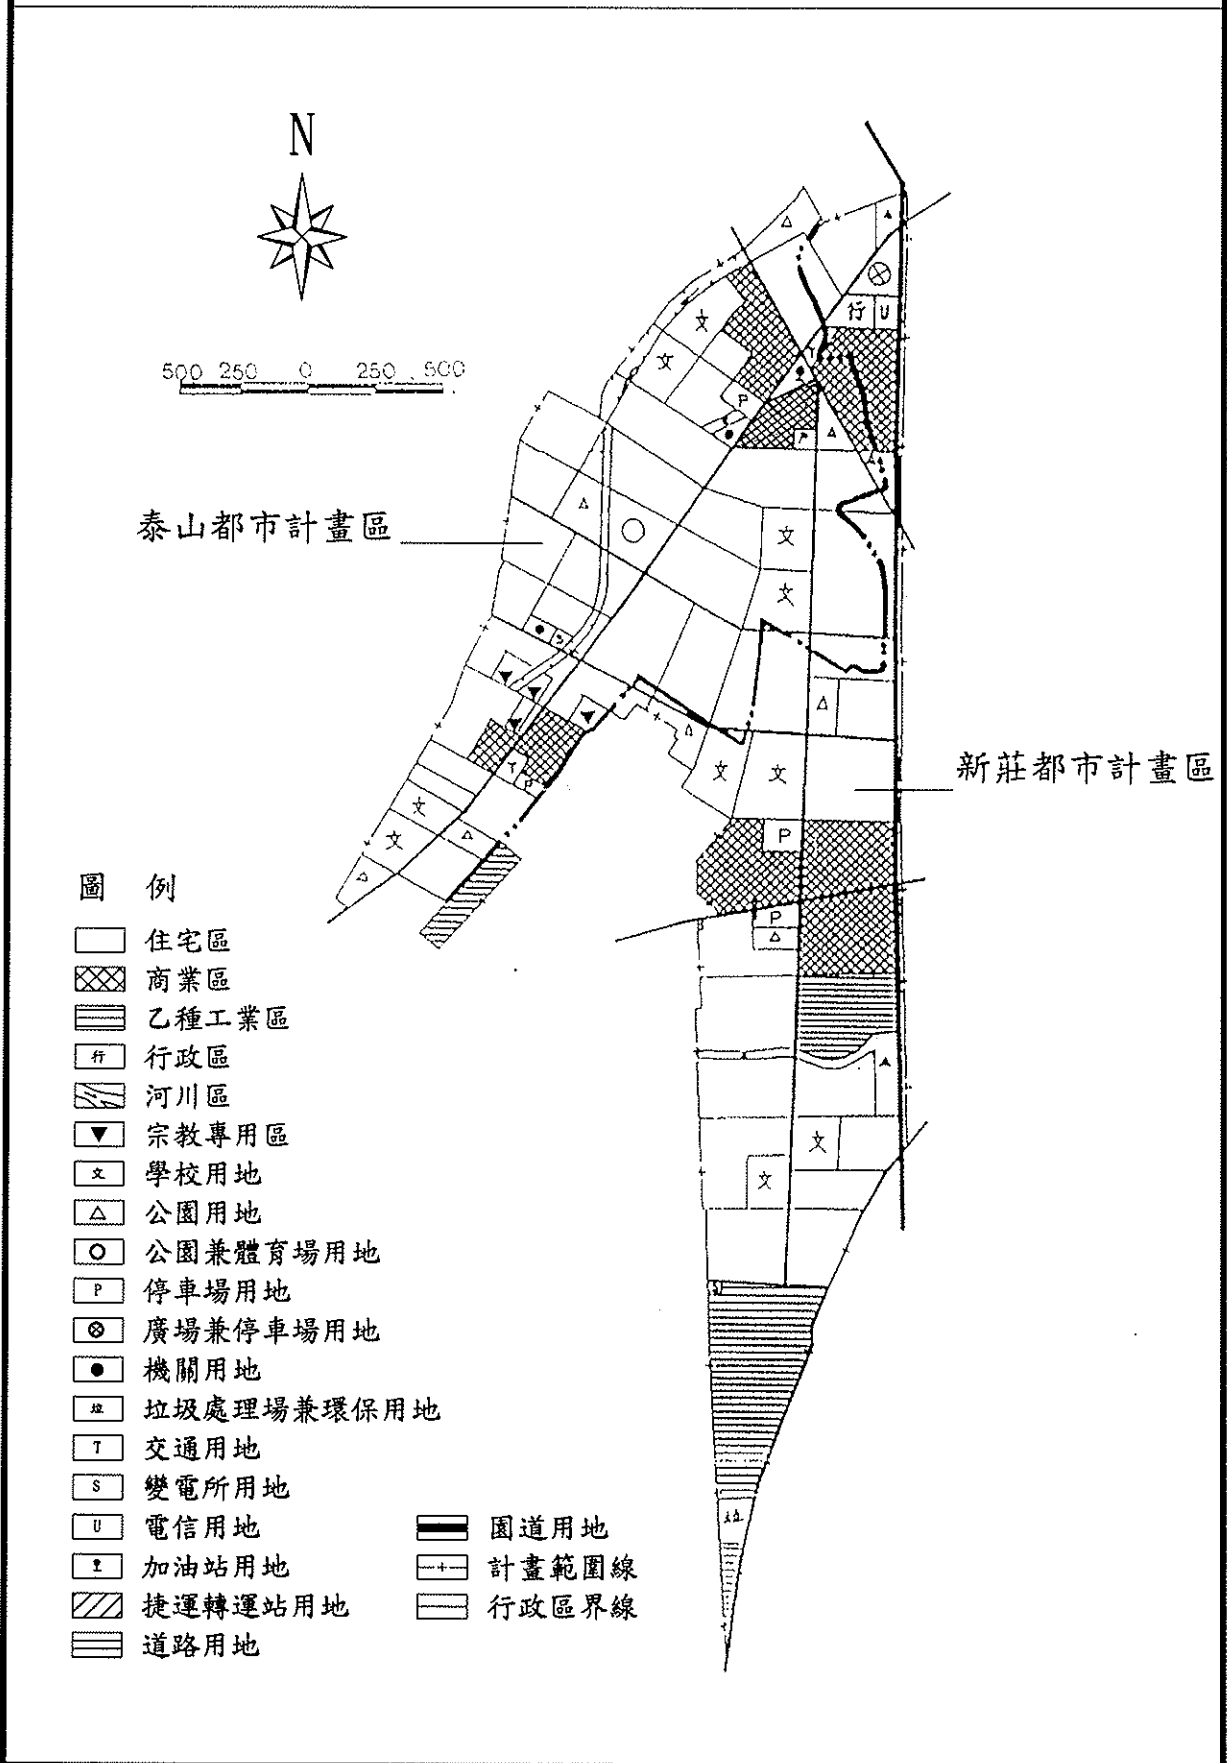 N
500 250 0 250 500
泰山都市計畫區
新莊都市計畫區
行 U
文
文
P
T
文
文
文
文
T
P
文
文
P
P
文
文
S
垃
圖 例
住宅區
商業區
乙種工業區
行 行政區
河川區
宗教專用區
文 學校用地
公園用地
公園兼體育場用地
P 停車場用地
廣場兼停車場用地
機關用地
垃 垃圾處理場兼環保用地
T 交通用地
S 變電所用地
U 電信用地
加油站用地
捷運轉運站用地
道路用地
園道用地
計畫範圍線
行政區界線